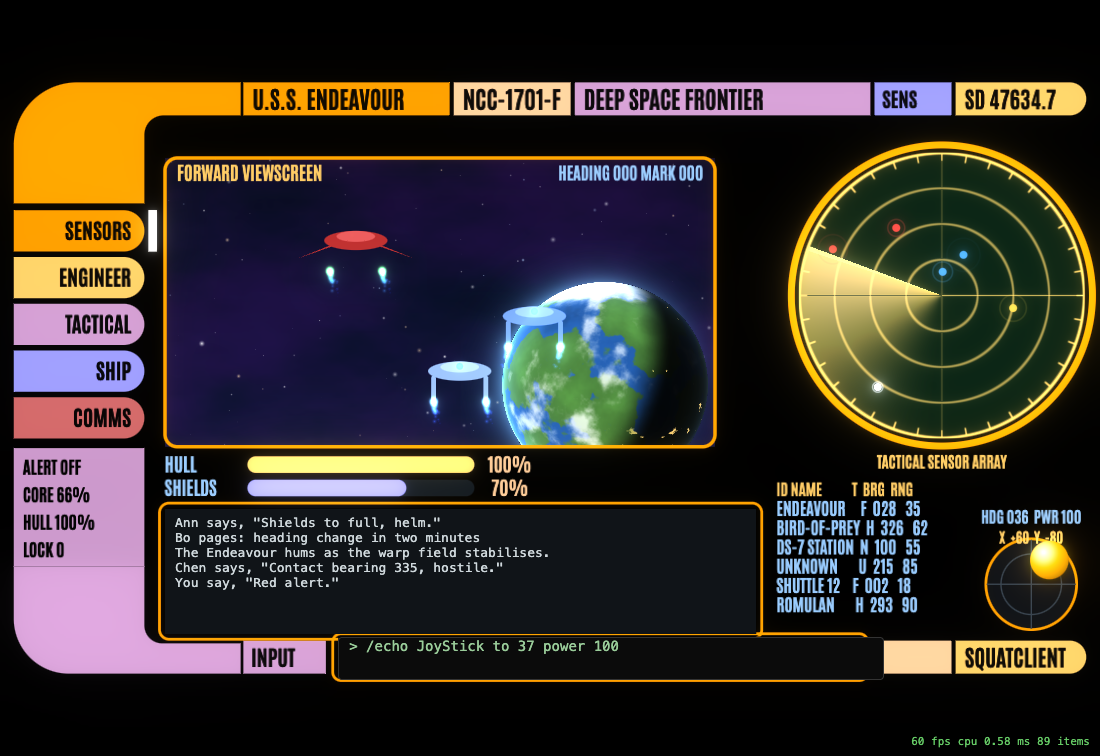 U.S.S. ENDEAVOUR NCC-1701-F DEEP SPACE FRONTIER SENS SD 47634.7
FORWARD VIEWSCREEN HEADING 000 MARK 000
SENSORS
ENGINEER
TACTICAL
SHIP
COMMS
ALERT OFF
CORE 66%
HULL 100%
LOCK 0
HULL 100%
SHIELDS 70%
Ann says, "Shields to full, helm."
Bo pages: heading change in two minutes
The Endeavour hums as the warp field stabilises.
Chen says, "Contact bearing 335, hostile."
You say, "Red alert."
TACTICAL SENSOR ARRAY
ID NAME T BRG RNG
ENDEAVOUR F 028 35
BIRD-OF-PREY H 326 62
DS-7 STATION N 100 55
UNKNOWN U 215 85
SHUTTLE 12 F 002 18
ROMULAN H 293 90
HDG 036 PWR 100
X +60 Y -80
INPUT
> /echo JoyStick to 37 power 100
SQUATCLIENT
60 fps cpu 0.58 ms 89 items